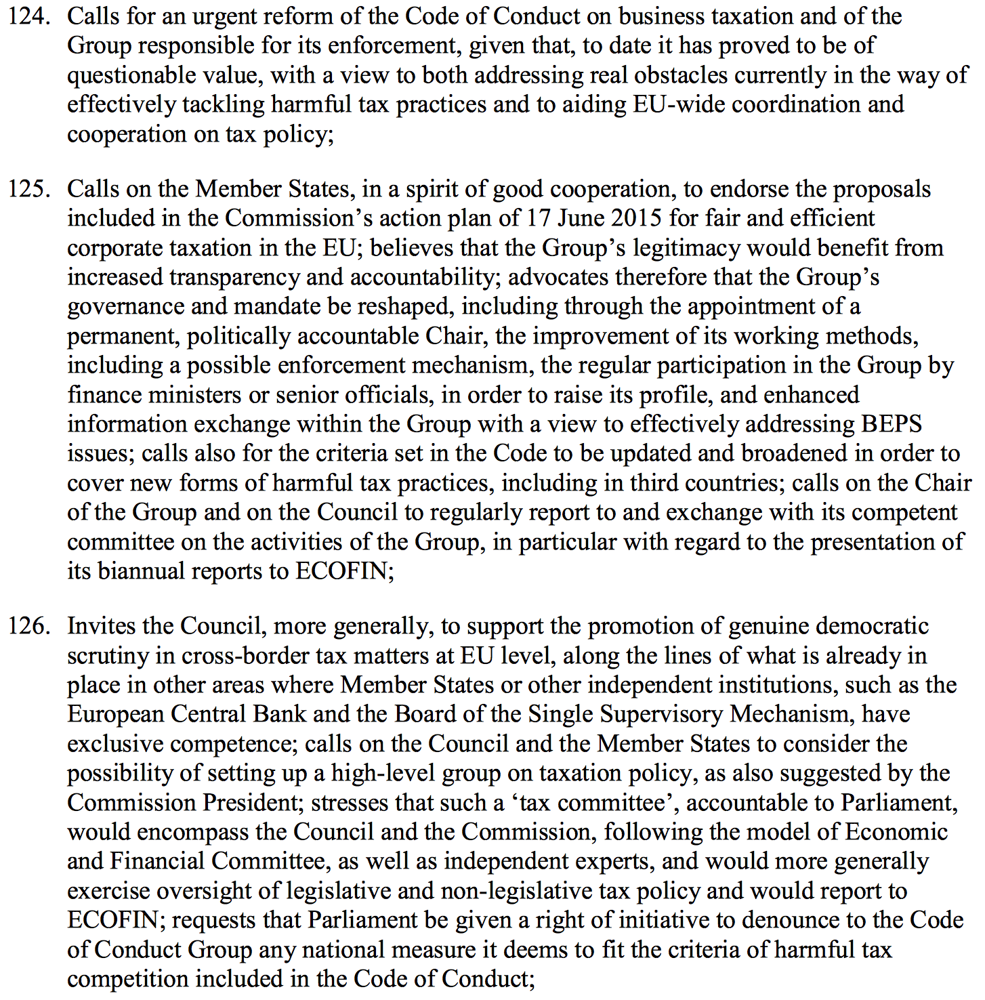 124. Calls for an urgent reform of the Code of Conduct on business taxation and of the
Group responsible for its enforcement, given that, to date it has proved to be of
questionable value, with a view to both addressing real obstacles currently in the way of
effectively tackling harmful tax practices and to aiding EU-wide coordination and
cooperation on tax policy;
125. Calls on the Member States, in a spirit of good cooperation, to endorse the proposals
included in the Commission’s action plan of 17 June 2015 for fair and efficient
corporate taxation in the EU; believes that the Group’s legitimacy would benefit from
increased transparency and accountability; advocates therefore that the Group’s
governance and mandate be reshaped, including through the appointment of a
permanent, politically accountable Chair, the improvement of its working methods,
including a possible enforcement mechanism, the regular participation in the Group by
finance ministers or senior officials, in order to raise its profile, and enhanced
information exchange within the Group with a view to effectively addressing BEPS
issues; calls also for the criteria set in the Code to be updated and broadened in order to
cover new forms of harmful tax practices, including in third countries; calls on the Chair
of the Group and on the Council to regularly report to and exchange with its competent
committee on the activities of the Group, in particular with regard to the presentation of
its biannual reports to ECOFIN;
126. Invites the Council, more generally, to support the promotion of genuine democratic
scrutiny in cross-border tax matters at EU level, along the lines of what is already in
place in other areas where Member States or other independent institutions, such as the
European Central Bank and the Board of the Single Supervisory Mechanism, have
exclusive competence; calls on the Council and the Member States to consider the
possibility of setting up a high-level group on taxation policy, as also suggested by the
Commission President; stresses that such a ‘tax committee’, accountable to Parliament,
would encompass the Council and the Commission, following the model of Economic
and Financial Committee, as well as independent experts, and would more generally
exercise oversight of legislative and non-legislative tax policy and would report to
ECOFIN; requests that Parliament be given a right of initiative to denounce to the Code
of Conduct Group any national measure it deems to fit the criteria of harmful tax
competition included in the Code of Conduct;